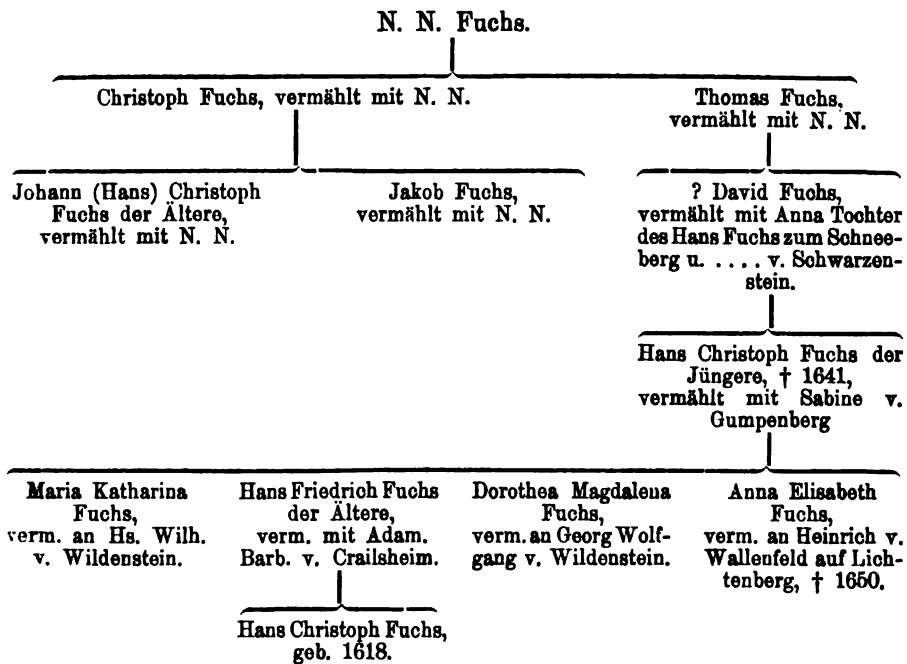 N. N. Fuchs.
Christoph Fuchs, vermählt mit N. N.
Thomas Fuchs,
vermählt mit N. N.
Johann (Hans) Christoph
Fuchs der Ältere,
vermählt mit N. N.
Jakob Fuchs,
vermählt mit N. N.
? David Fuchs,
vermählt mit Anna Tochter
des Hans Fuchs zum Schnee-
berg u. . . . . . v. Schwarzen-
stein.
Hans Christoph Fuchs der
Jüngere, † 1641,
vermählt mit Sabine v.
Gumpenberg
Maria Katharina
Fuchs,
verm. an Hs. Wilh.
v. Wildenstein.
Hans Friedrich Fuchs
der Ältere,
verm. mit Adam.
Barb. v. Crailsheim.
Dorothea Magdalena
Fuchs,
verm. an Georg Wolf-
gang v. Wildenstein.
Anna Elisabeth
Fuchs,
verm. an Heinrich v.
Wallenfeld auf Lich-
tenberg, † 1650.
Hans Christoph Fuchs,
geb. 1618.